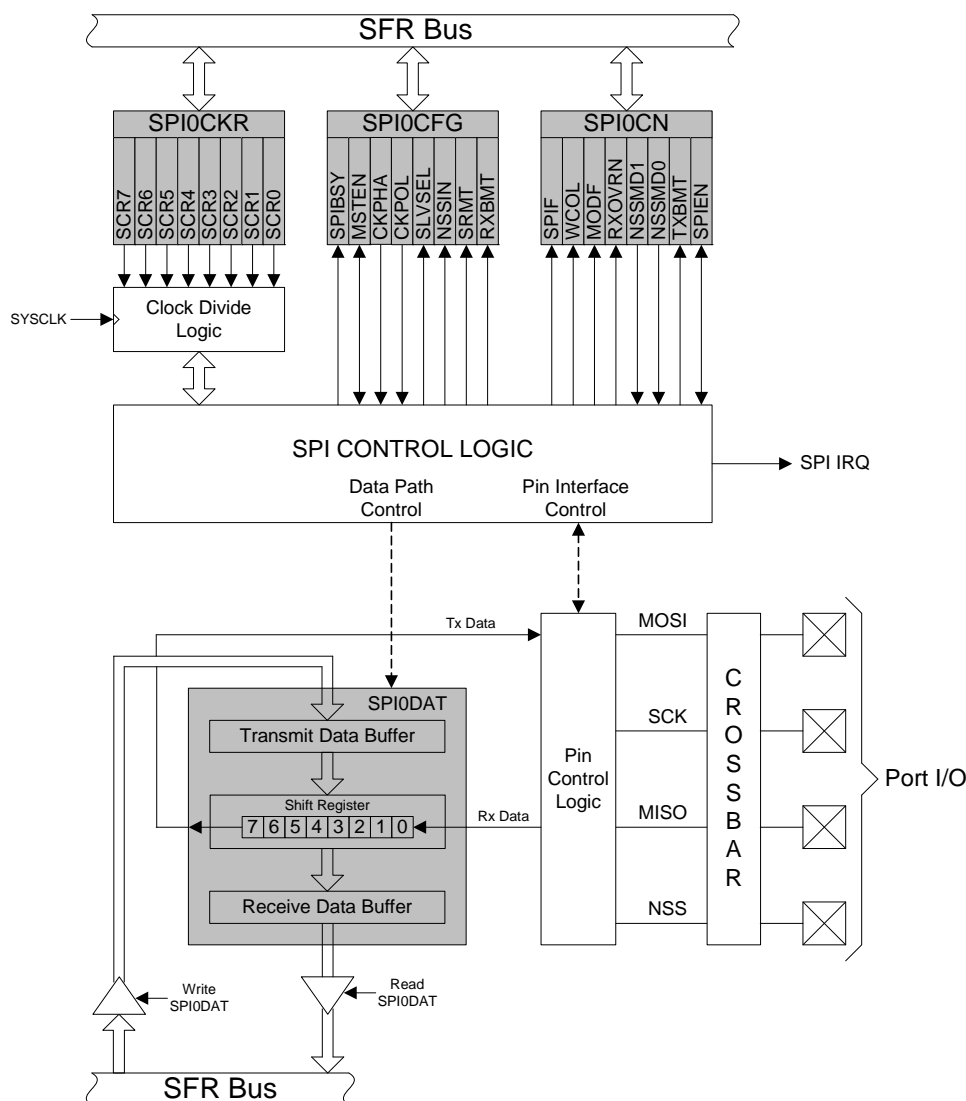 SFR Bus
SPI0CKR
SCR7
SCR6
SCR5
SCR4
SCR3
SCR2
SCR1
SCR0
SPI0CFG
SPIBSY
MSTEN
CKPHA
CKPOL
SLVSEL
NSSIN
SRMT
RXBMT
SPI0CN
SPIF
WCOL
MODF
RXOVRN
NSSMD1
NSSMD0
TXBMT
SPIEN
SYSCLK
Clock Divide
Logic
SPI CONTROL LOGIC
Data Path
Control
Pin Interface
Control
SPI IRQ
Tx Data
SPI0DAT
Transmit Data Buffer
Shift Register
7 6 5 4 3 2 1 0
Rx Data
Receive Data Buffer
Pin
Control
Logic
MOSI
SCK
MISO
NSS
CROSSBAR
Port I/O
Write
SPI0DAT
Read
SPI0DAT
SFR Bus